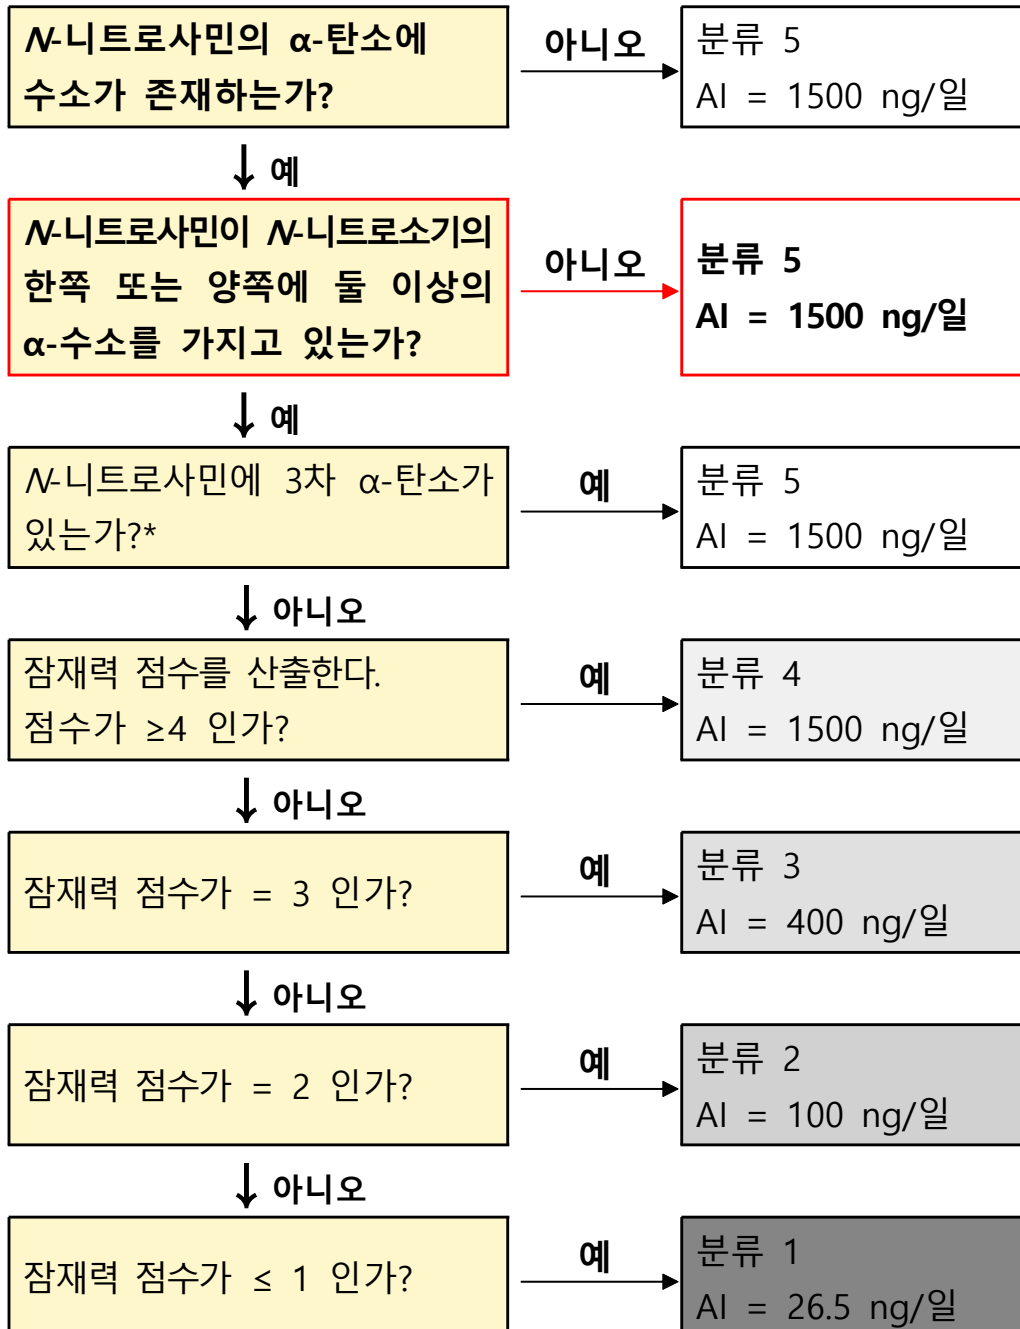 N-니트로사민의 α-탄소에
수소가 존재하는가?
아니오
분류 5
AI = 1500 ng/일
↓ 예
N-니트로사민이 N-니트로소기의
한쪽 또는 양쪽에 둘 이상의
α-수소를 가지고 있는가?
아니오
분류 5
AI = 1500 ng/일
↓ 예
N-니트로사민에 3차 α-탄소가
있는가?*
예
분류 5
AI = 1500 ng/일
↓ 아니오
잠재력 점수를 산출한다.
점수가 ≥4 인가?
예
분류 4
AI = 1500 ng/일
↓ 아니오
잠재력 점수가 = 3 인가?
예
분류 3
AI = 400 ng/일
↓ 아니오
잠재력 점수가 = 2 인가?
예
분류 2
AI = 100 ng/일
↓ 아니오
잠재력 점수가 ≤ 1 인가?
예
분류 1
AI = 26.5 ng/일